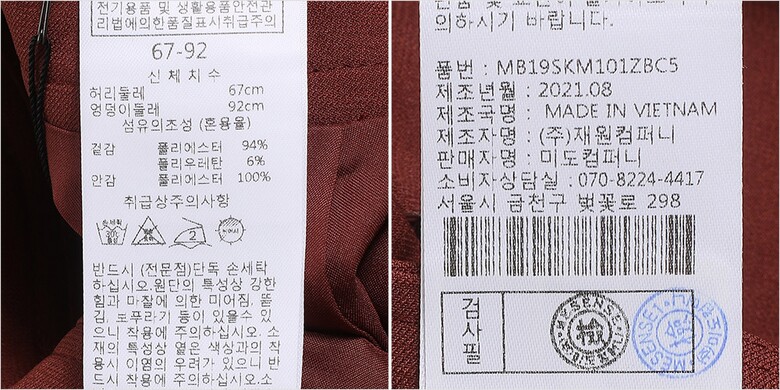 전기용품 및 생활용품안전관
리법에의한품질표시취급주의
67-92
신체치수
허리둘레 67cm
엉덩이둘레 92cm
섬유의조성 (혼용율)
겉감 폴리에스터 94%
폴리우레탄 6%
안감 폴리에스터 100%
취급상주의사항
반드시 (전문점)단독 손세탁
하십시오.원단의 특성상 강한
힘과 마찰에 의한 미어짐, 뜯
김, 보푸라기 등이 있을수 있
으니 착용에 주의하십시오. 소
재의 특성상 옅은 색상과의 착
용시 이염의 우려가 있으니 반
드시 착용에 주의하십시오.소
의하시기 바랍니다.
품번 : MB19SKM101ZBC5
제조년월 : 2021.08
제조국명 : MADE IN VIETNAM
제조자명 : (주)재원컴퍼니
판매자명 : 미도컴퍼니
소비자상담실 : 070-8224-4417
서울시 금천구 벚꽃로 298
검사필